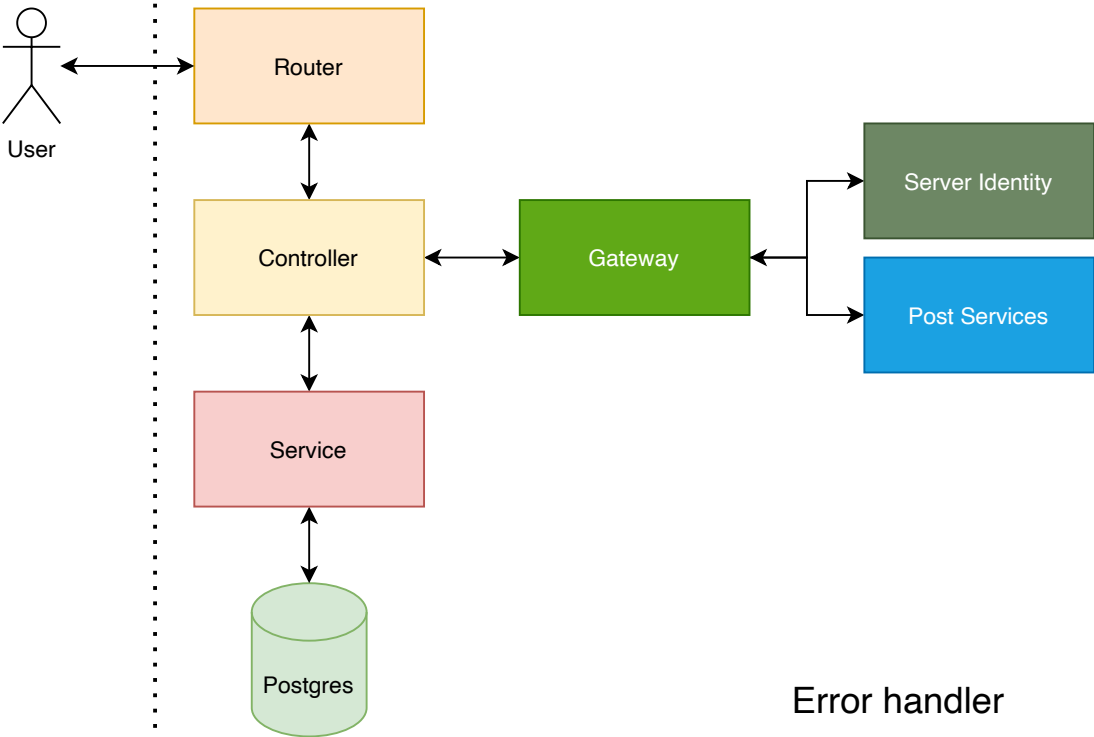 User
Router
Controller
Gateway
Server Identity
Post Services
Service
Postgres
Error handler